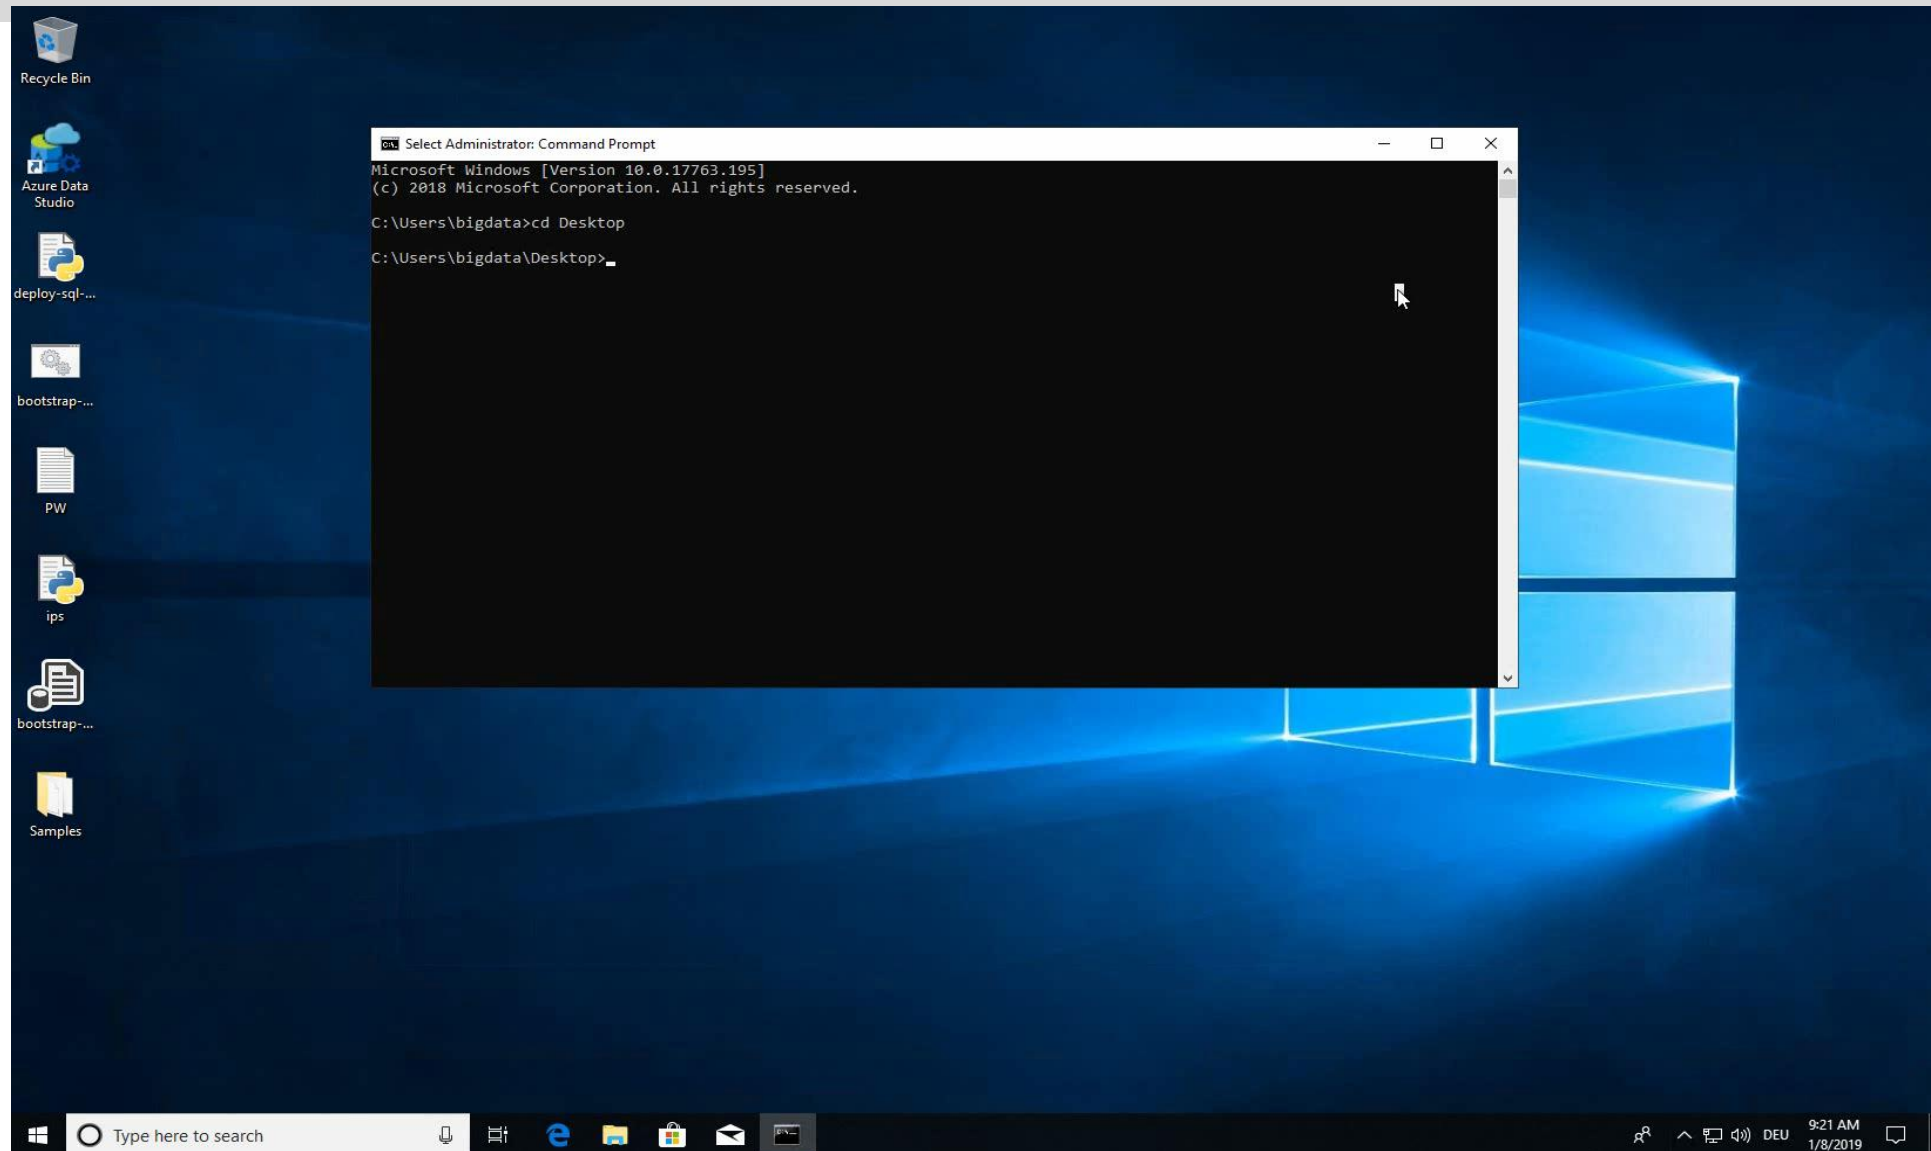 Recycle Bin
Azure Data
Studio
deploy-sql-...
bootstrap-...
PW
ips
bootstrap-...
Samples
Select Administrator: Command Prompt
Microsoft Windows [Version 10.0.17763.195]
(c) 2018 Microsoft Corporation. All rights reserved.
C:\Users\bigdata>cd Desktop
C:\Users\bigdata\Desktop>
Type here to search
DEU
9:21 AM
1/8/2019